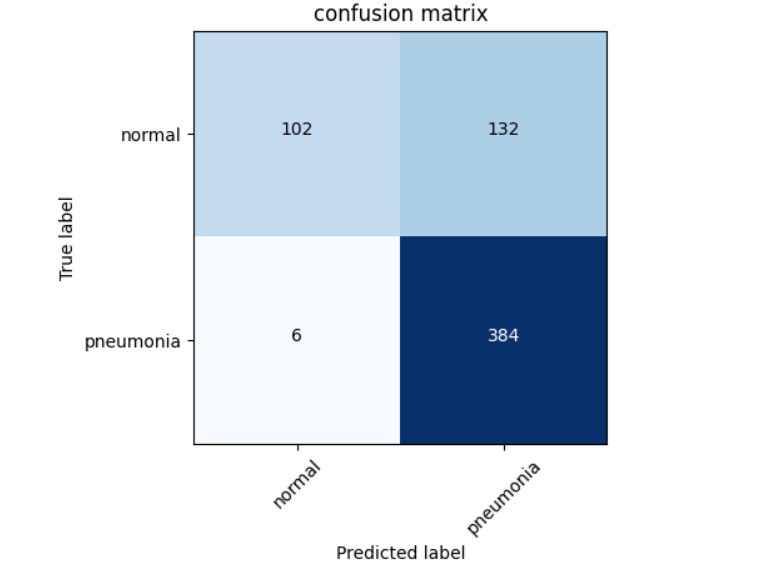 confusion matrix
normal
102
132
True label
pneumonia
6
384
normal
pneumonia
Predicted label